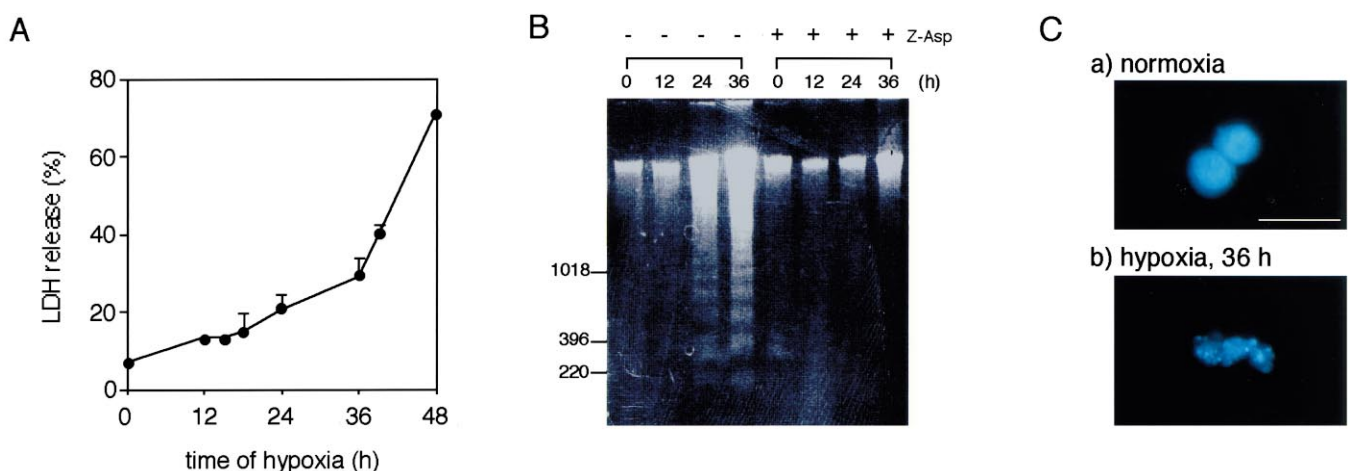 A
80
60
40
20
0
LDH release (%)
0 12 24 36 48
time of hypoxia (h)
B
- - - - + + + + Z-Asp
0 12 24 36 0 12 24 36 (h)
1018
396
220
C
a) normoxia
b) hypoxia, 36 h